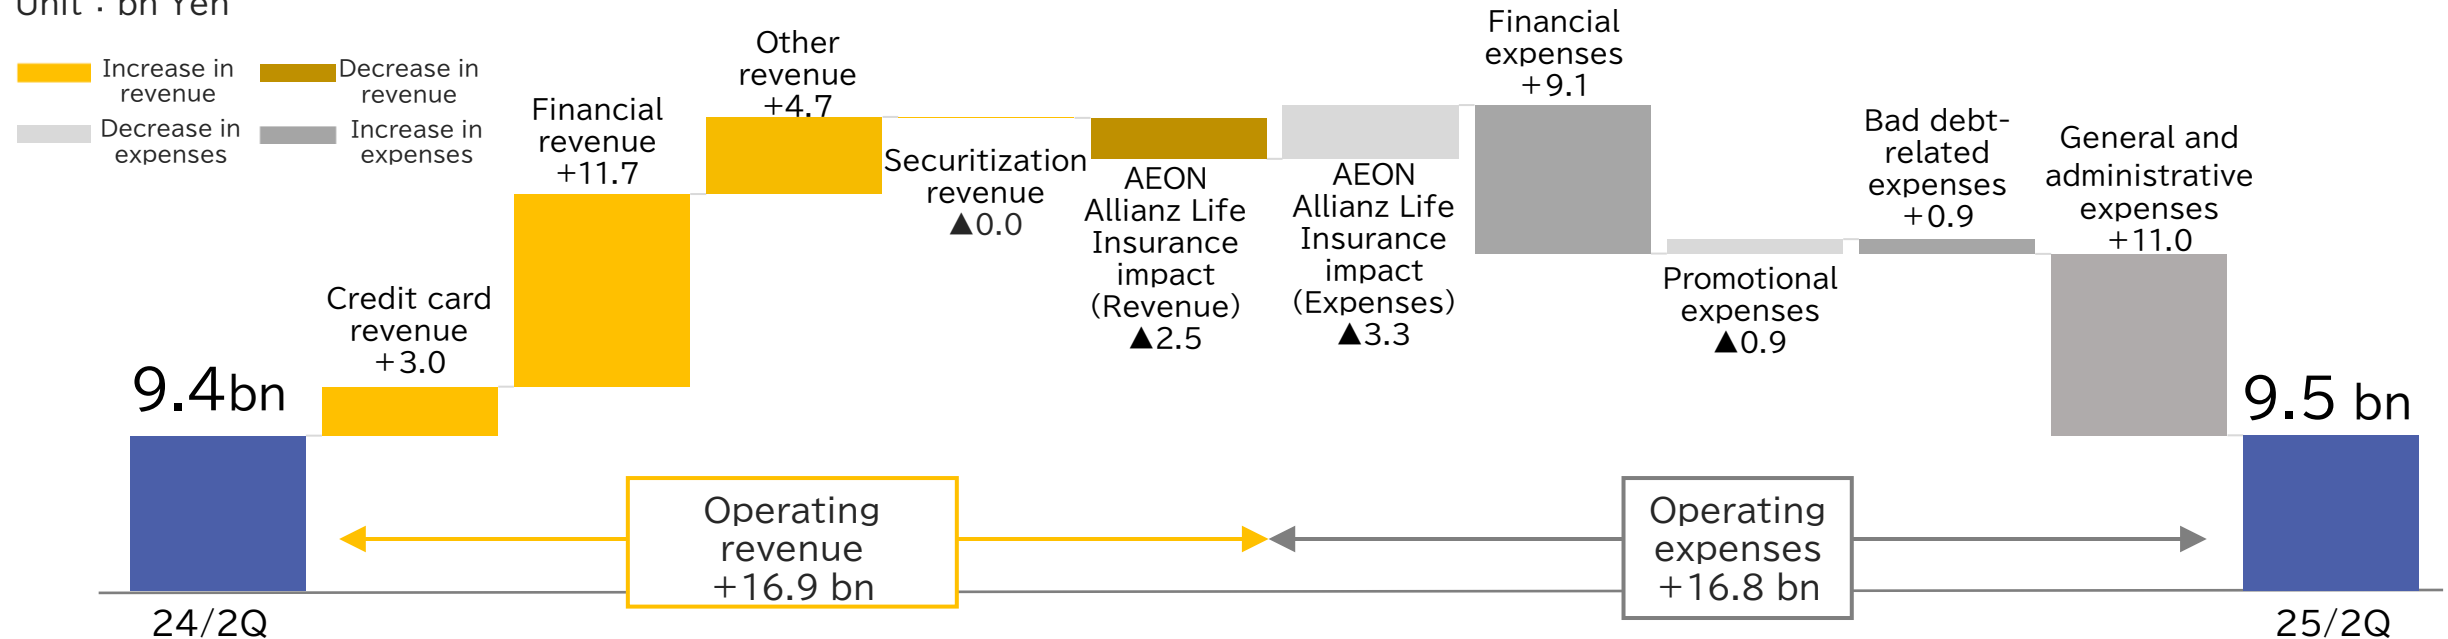 Unit : bn Yen
Increase in
revenue
Decrease in
revenue
Decrease in
expenses
Increase in
expenses
9.4bn
Credit card
revenue
+3.0
Financial
revenue
+11.7
Other
revenue
+4.7
Securitization
revenue
▲0.0
AEON
Allianz Life
Insurance
impact
(Revenue)
▲2.5
AEON
Allianz Life
Insurance
impact
(Expenses)
▲3.3
Financial
expenses
+9.1
Promotional
expenses
▲0.9
Bad debt-
related
expenses
+0.9
General and
administrative
expenses
+11.0
9.5 bn
Operating
revenue
+16.9 bn
Operating
expenses
+16.8 bn
24/2Q
25/2Q